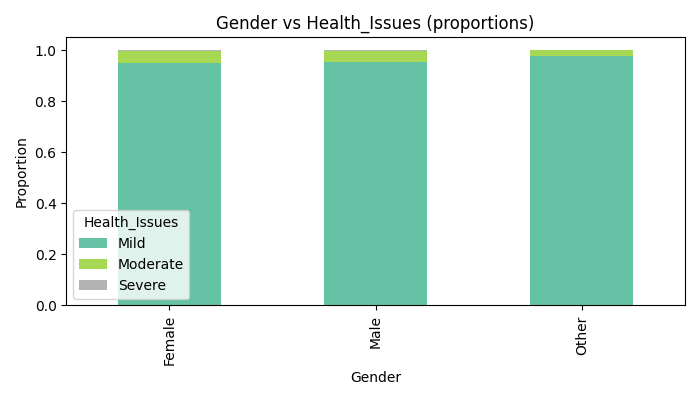 Gender vs Health_Issues (proportions)
1.0
0.8
0.6
0.4
0.2
0.0
Proportion
Health_Issues
Mild
Moderate
Severe
Female
Male
Other
Gender